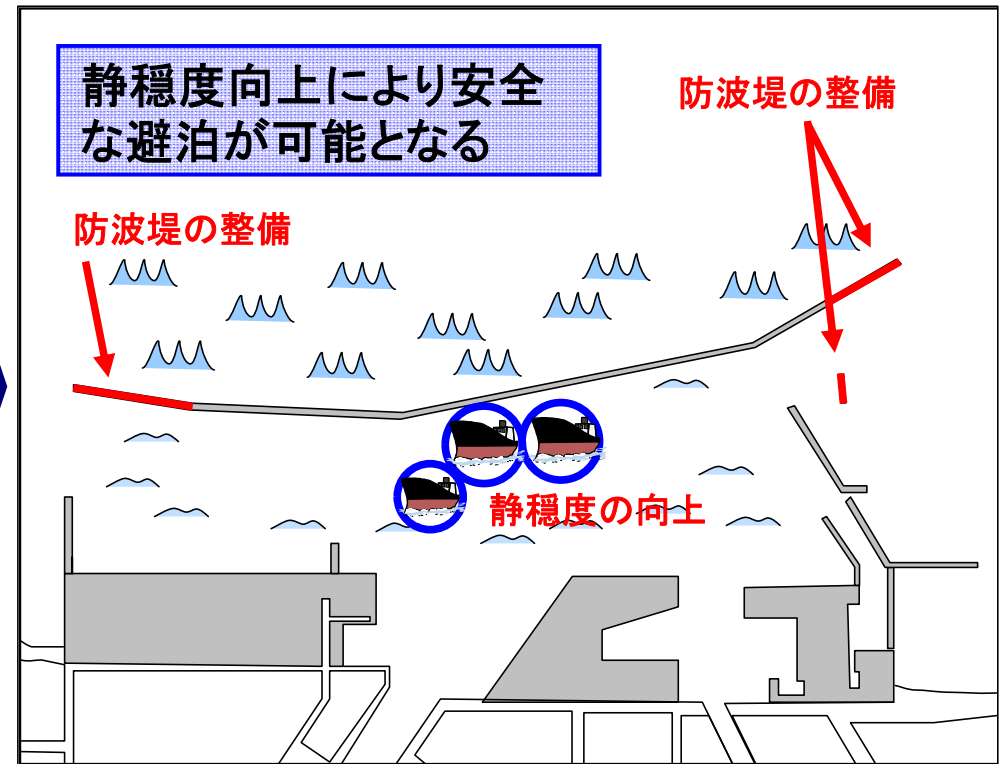 静穏度向上により安全
な避泊が可能となる
防波堤の整備
防波堤の整備
静穏度の向上